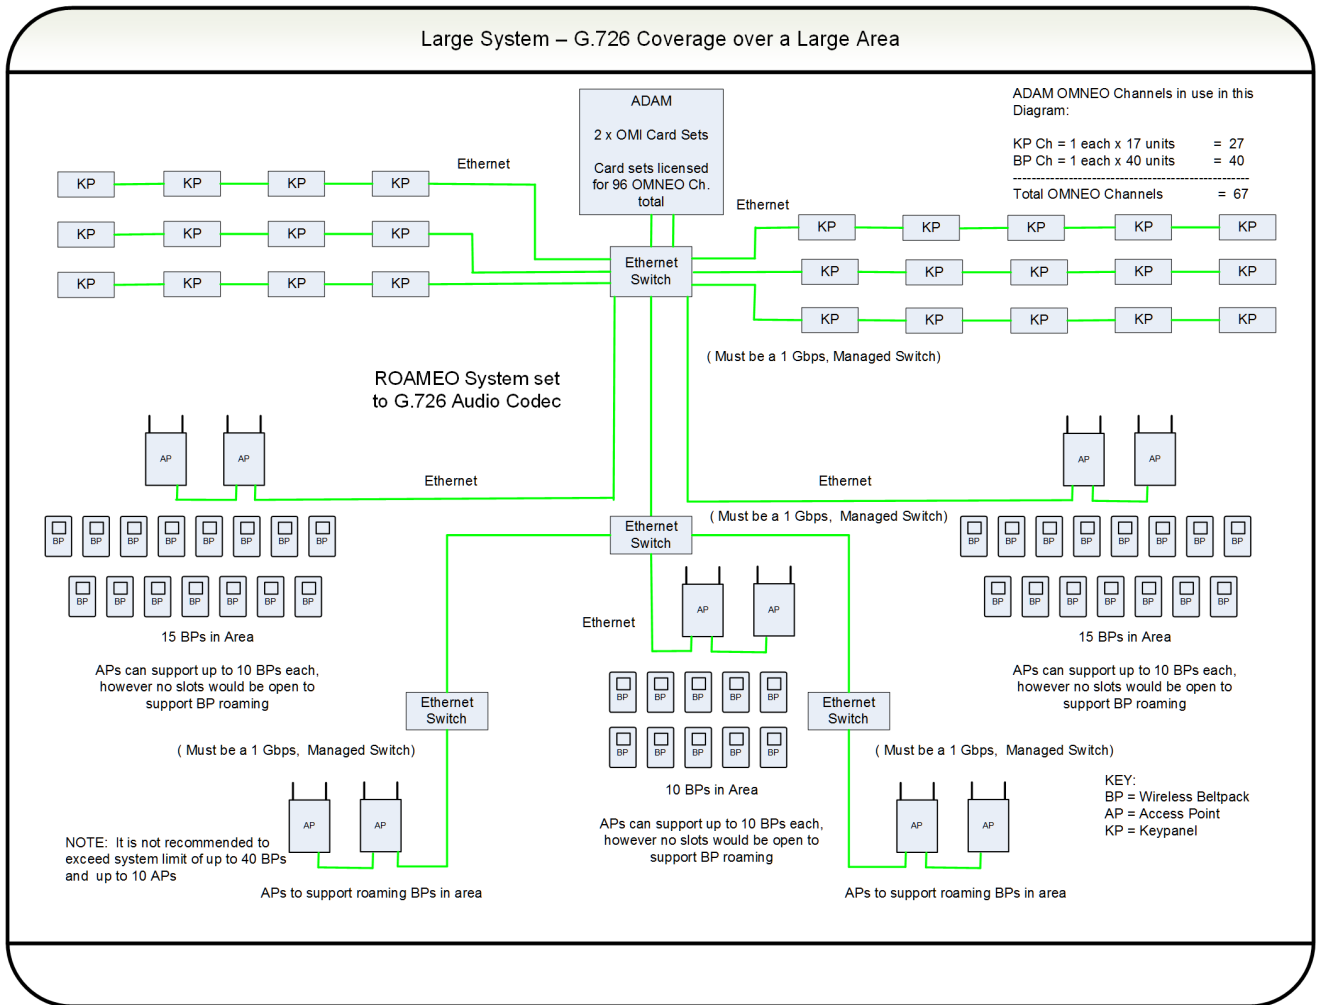 Large System – G.726 Coverage over a Large Area
ADAM
2 x OMI Card Sets
Card sets licensed
for 96 OMNEO Ch.
total
ADAM OMNEO Channels in use in this
Diagram:
KP Ch = 1 each x 17 units = 27
BP Ch = 1 each x 40 units = 40
--------------------------------------------------
Total OMNEO Channels = 67
Ethernet
Ethernet
KP KP KP KP
KP KP KP KP
KP KP KP KP
Ethernet
Switch
KP KP KP KP KP
KP KP KP KP KP
KP KP KP KP KP
( Must be a 1 Gbps, Managed Switch)
ROAMEO System set
to G.726 Audio Codec
AP AP
AP AP
Ethernet
Ethernet
( Must be a 1 Gbps, Managed Switch)
Ethernet
Switch
BP BP BP BP BP BP BP BP
BP BP BP BP BP BP BP
15 BPs in Area
APs can support up to 10 BPs each,
however no slots would be open to
support BP roaming
BP BP BP BP BP BP BP BP
BP BP BP BP BP BP BP
15 BPs in Area
APs can support up to 10 BPs each,
however no slots would be open to
support BP roaming
Ethernet
AP AP
BP BP BP BP BP
BP BP BP BP BP
10 BPs in Area
APs can support up to 10 BPs each,
however no slots would be open to
support BP roaming
Ethernet
Switch
( Must be a 1 Gbps, Managed Switch)
Ethernet
Switch
( Must be a 1 Gbps, Managed Switch)
AP AP
APs to support roaming BPs in area
AP AP
APs to support roaming BPs in area
NOTE: It is not recommended to
exceed system limit of up to 40 BPs
and up to 10 APs
KEY:
BP = Wireless Beltpack
AP = Access Point
KP = Keypanel